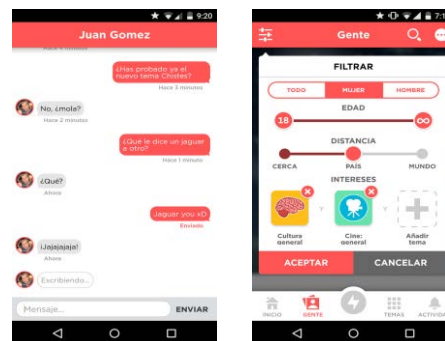 9:20
Juan Gomez
Hace 4 minutos
¿Has probado ya el
nuevo tema Chistes?
Hace 3 minutos
No, ¿mola?
Hace 2 minutos
¿Qué le dice un jaguar
a otro?
Hace 1 minuto
¿Qué?
Ahora
Jaguar you xD
Enviado
¡Jajajajaja!
Ahora
Escribiendo...
Mensaje...
ENVIAR
Gente
FILTRAR
TODO
MUJER
HOMBRE
EDAD
18
∞
DISTANCIA
CERCA
PAÍS
MUNDO
INTERESES
Y
Y
Cultura
general
Cine:
general
Añadir
tema
ACEPTAR
CANCELAR
INICIO
GENTE
TEMAS